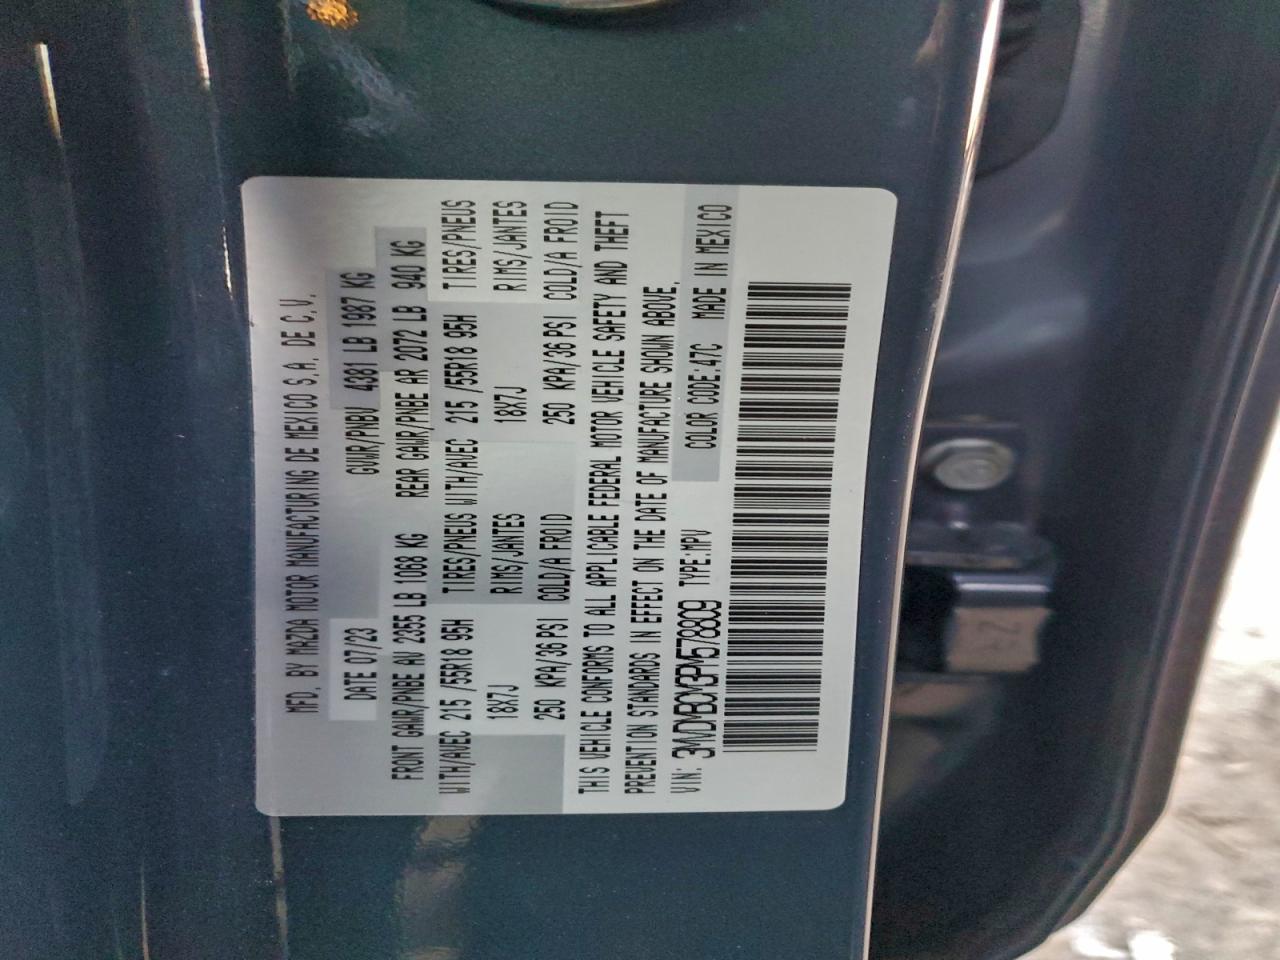 MFD. BY MAZDA MOTOR MANUFACTURING DE MEXICO S.A. DE C.V.
DATE 07/23 GVWR/PNBV 4381 LB 1987 KG
FRONT GAWR/PNBE AV 2355 LB 1068 KG REAR GAWR/PNBE AR 2072 LB 940 KG
WITH/AVEC 215 /55R18 95H TIRES/PNEUS WITH/AVEC 215 /55R18 95H TIRES/PNEUS
18X7J RIMS/JANTES 18X7J RIMS/JANTES
250 KPA/36 PSI COLD/A FROID 250 KPA/36 PSI COLD/A FROID
THIS VEHICLE CONFORMS TO ALL APPLICABLE FEDERAL MOTOR VEHICLE SAFETY AND THEFT
PREVENTION STANDARDS IN EFFECT ON THE DATE OF MANUFACTURE SHOWN ABOVE.
VIN: 3MVDMBCM3PM578809 TYPE:MPV COLOR CODE:47C MADE IN MEXICO